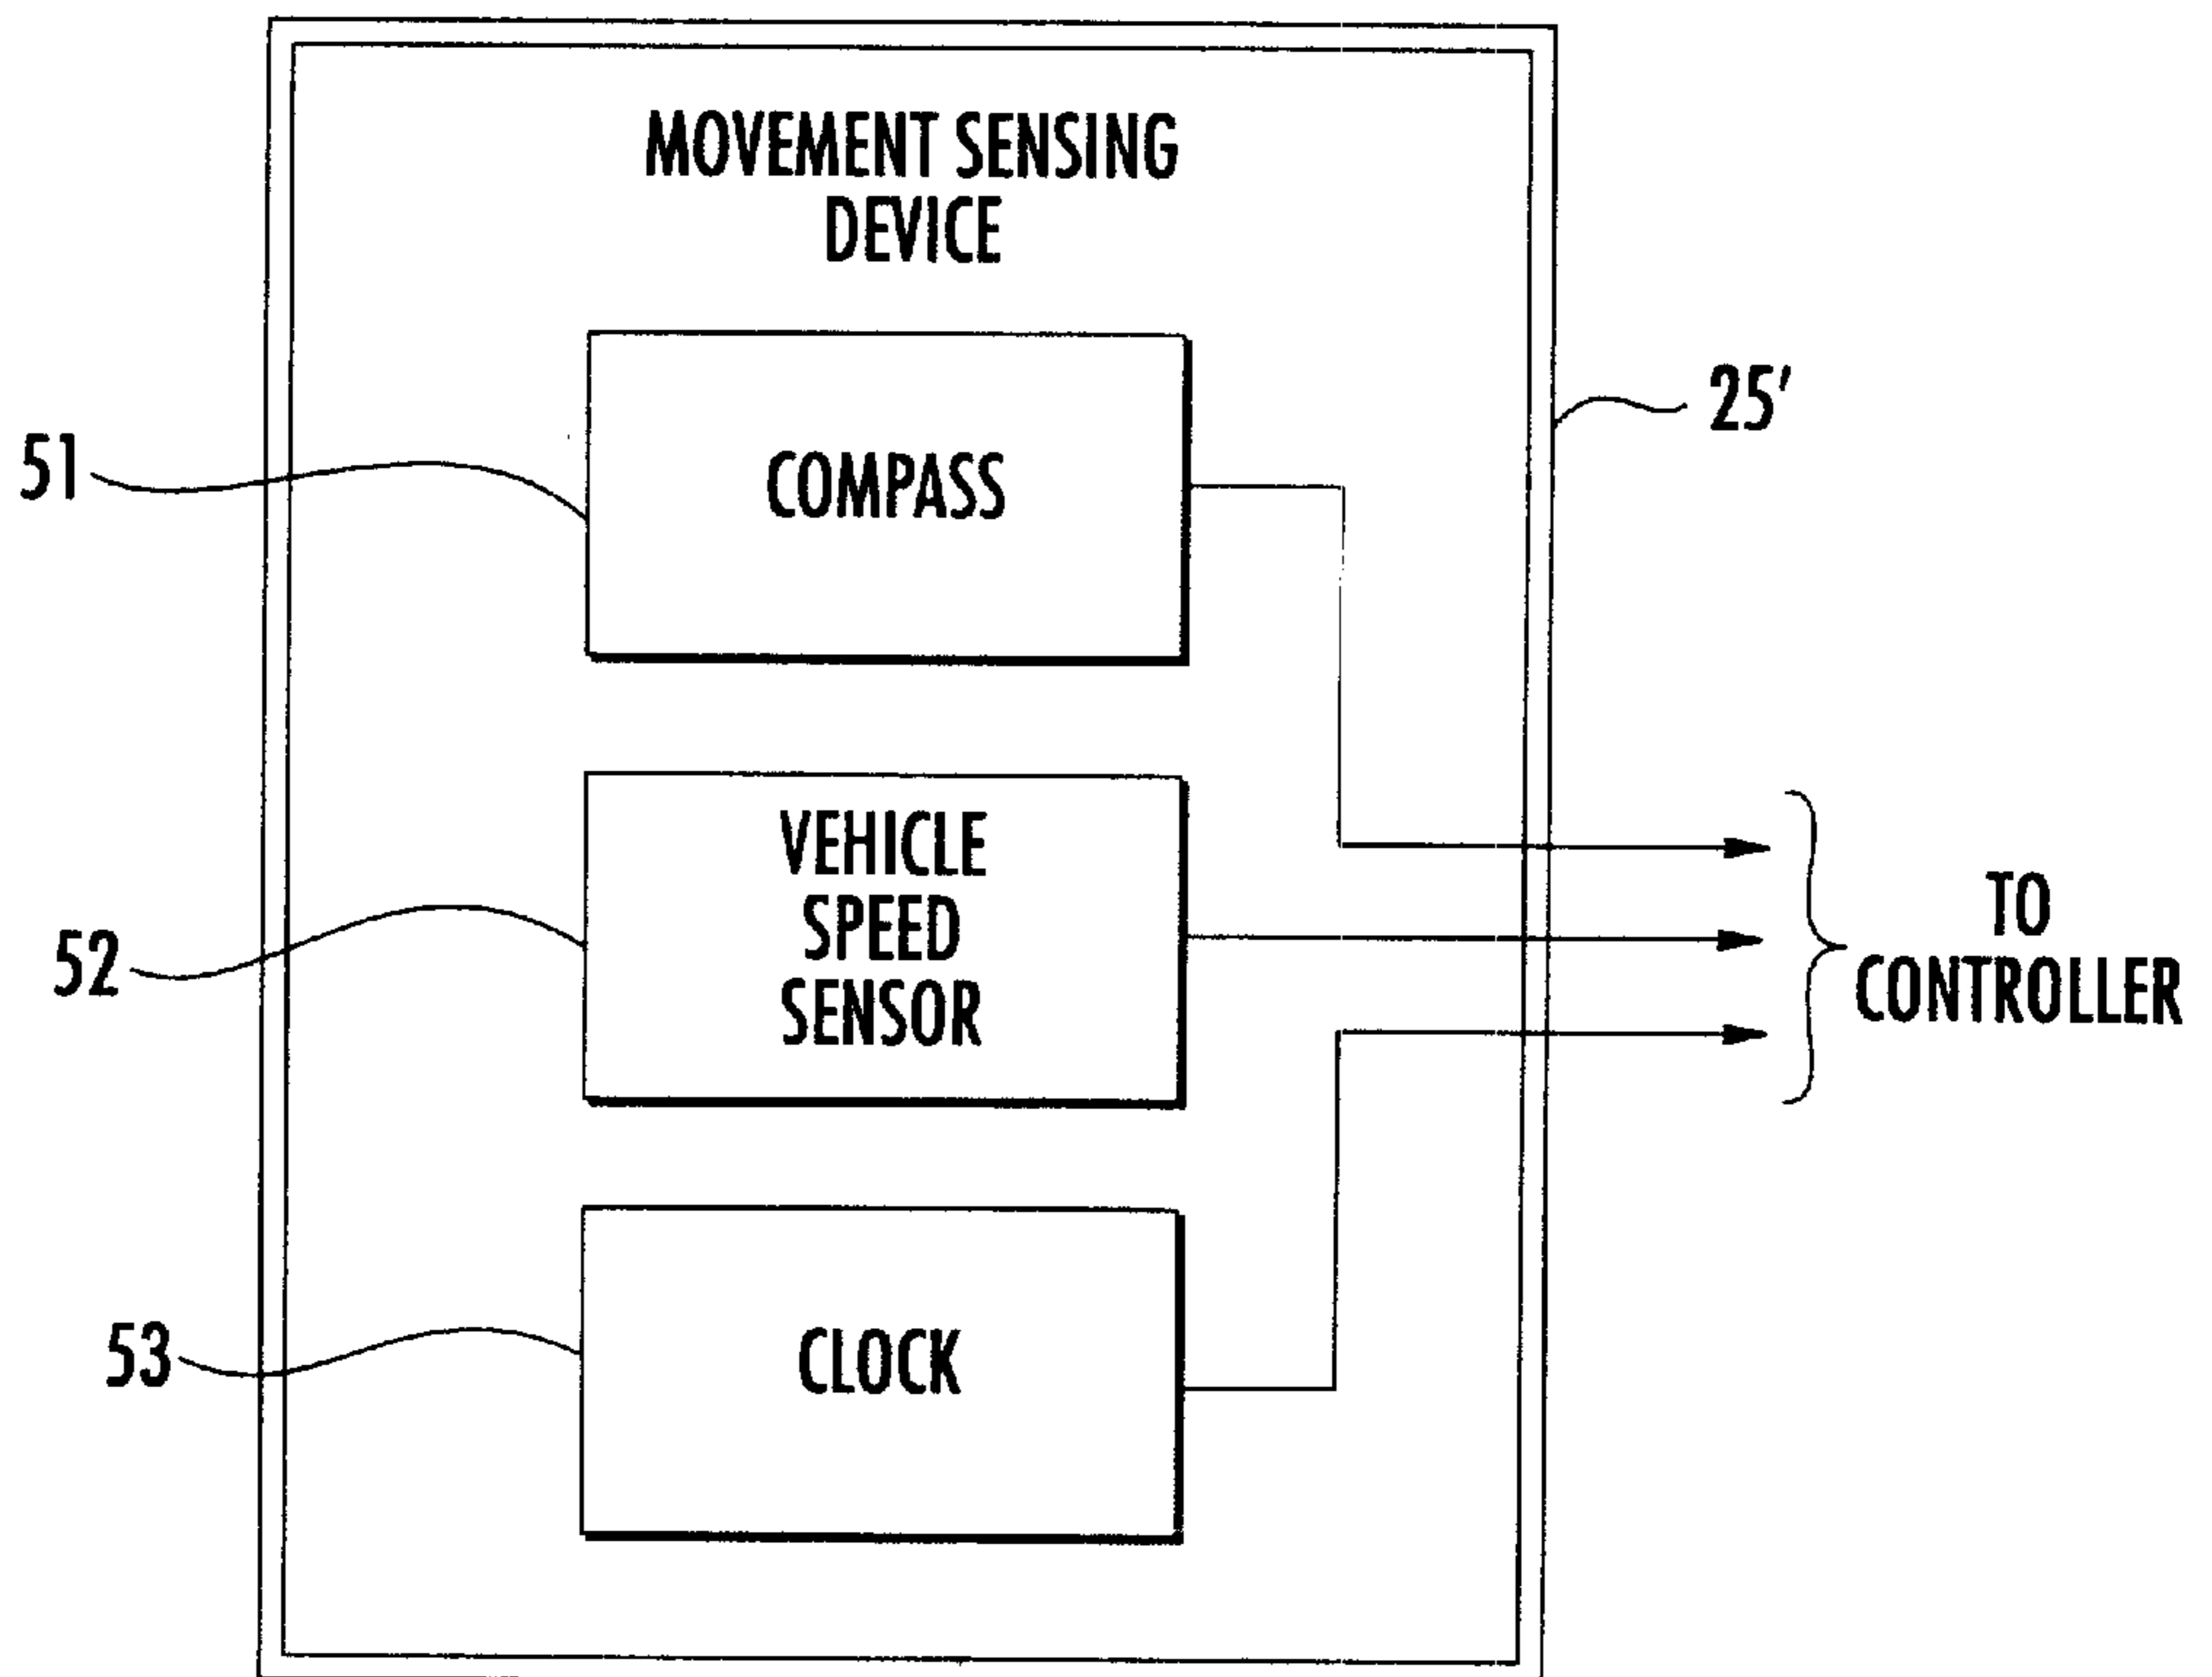 MOVEMENT SENSING
DEVICE
COMPASS
51
25'
VEHICLE
SPEED
SENSOR
52
TO
CONTROLLER
CLOCK
53